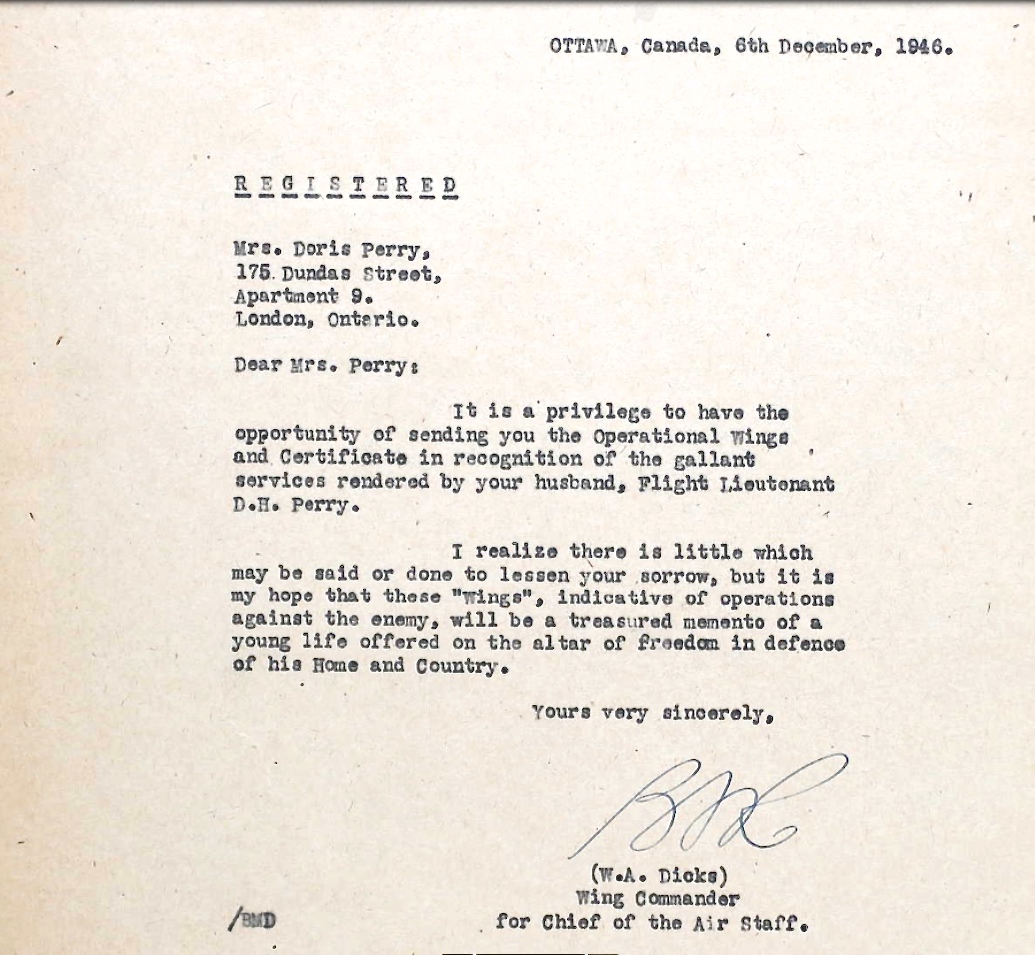 OTTAWA, Canada, 6th December, 1946.
R E G I S T E R E D
Mrs. Doris Perry,
175 Dundas Street,
Apartment 9.
London, Ontario.
Dear Mrs. Perry:
It is a privilege to have the
opportunity of sending you the Operational Wings
and Certificate in recognition of the gallant
services rendered by your husband, Flight Lieutenant
D.H. Perry.
I realize there is little which
may be said or done to lessen your sorrow, but it is
my hope that these "Wings", indicative of operations
against the enemy, will be a treasured memento of a
young life offered on the altar of freedom in defence
of his Home and Country.
Yours very sincerely,
(W.A. Dicks)
Wing Commander
/BMD
for Chief of the Air Staff.